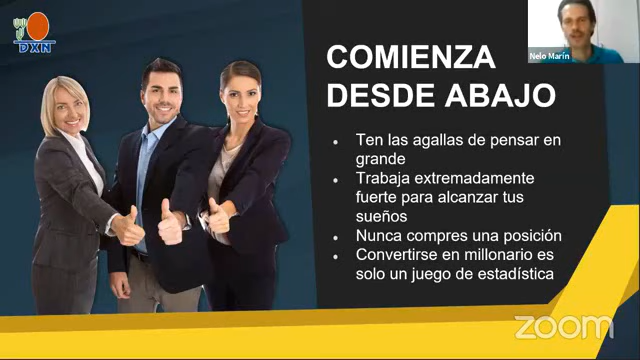 DXN
Nelo Marín
COMIENZA
DESDE ABAJO
• Ten las agallas de pensar en
grande
• Trabaja extremadamente
fuerte para alcanzar tus
sueños
• Nunca compres una posición
• Convertirse en millonario es
solo un juego de estadística
zoom